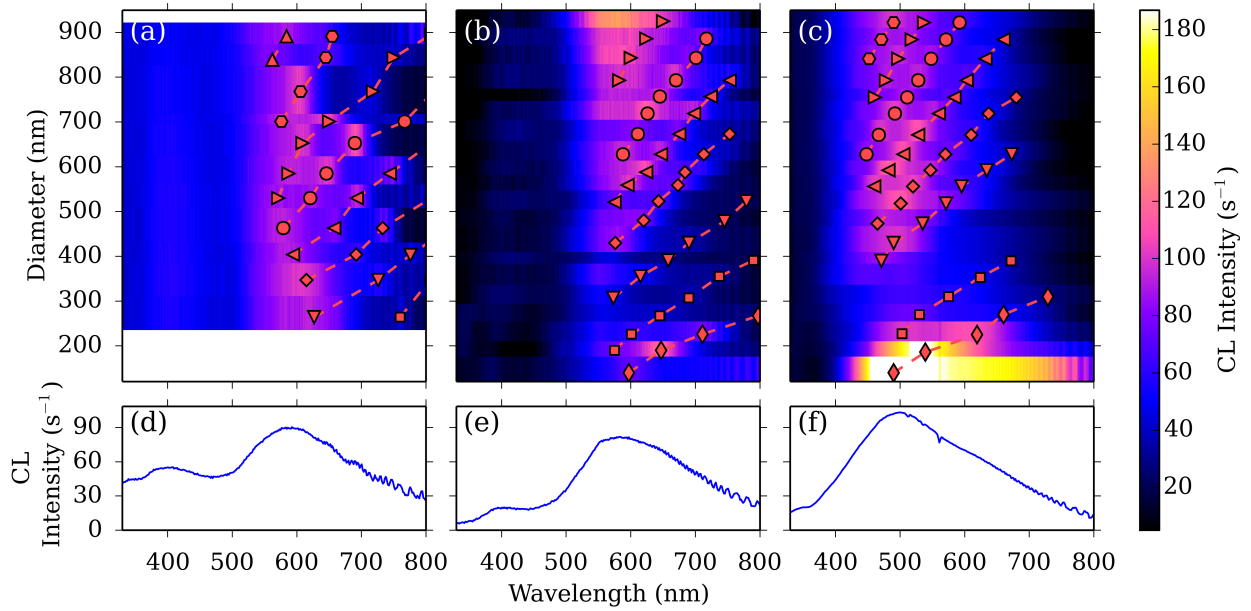 (a)
(b)
(c)
900
800
700
600
500
400
300
200
Diameter (nm)
180
160
140
120
100
80
60
40
20
CL Intensity (s⁻¹)
(d)
(e)
(f)
90
60
30
0
CL
Intensity (s⁻¹)
400 500 600 700 800
400 500 600 700 800
400 500 600 700 800
Wavelength (nm)